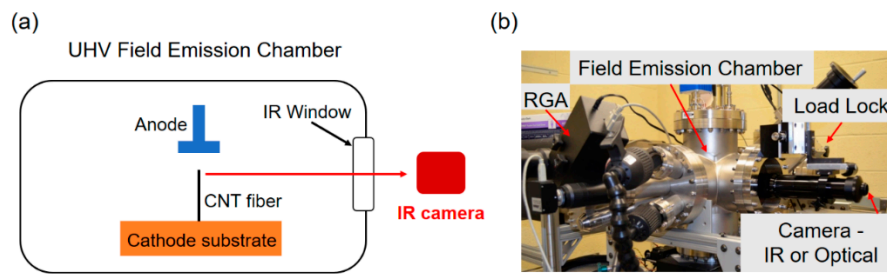 (a)
UHV Field Emission Chamber
Anode
IR Window
CNT fiber
IR camera
Cathode substrate
(b)
Field Emission Chamber
RGA
Load Lock
Camera -
IR or Optical